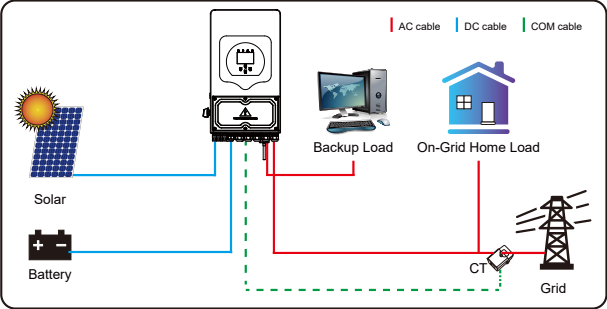 AC cable
DC cable
COM cable
Backup Load
On-Grid Home Load
Solar
Battery
CT
Grid